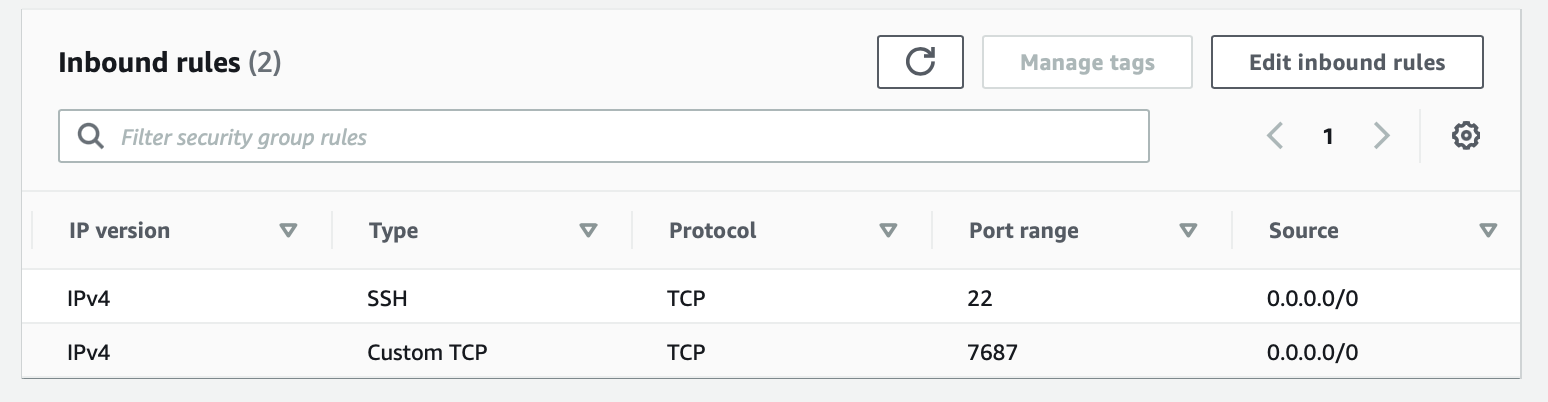 Inbound rules (2)
Manage tags
Edit inbound rules
Filter security group rules
1
IP version Type Protocol Port range Source
IPv4 SSH TCP 22 0.0.0.0/0
IPv4 Custom TCP TCP 7687 0.0.0.0/0